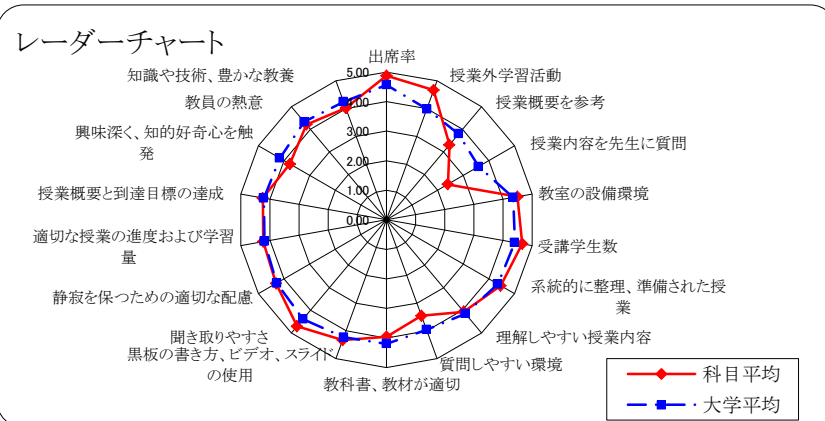 レーダーチャート
出席率
授業外学習活動
授業概要を参考
授業内容を先生に質問
教室の設備環境
受講学生数
系統的に整理、準備された授
業
理解しやすい授業内容
質問しやすい環境
教科書、教材が適切
黒板の書き方、ビデオ、スライド
の使用
聞き取りやすさ
静寂を保つための適切な配慮
適切な授業の進度および学習
量
授業概要と到達目標の達成
興味深く、知的好奇心を触
発
教員の熱意
知識や技術、豊かな教養
5.00
4.00
3.00
2.00
1.00
0.00
科目平均
大学平均